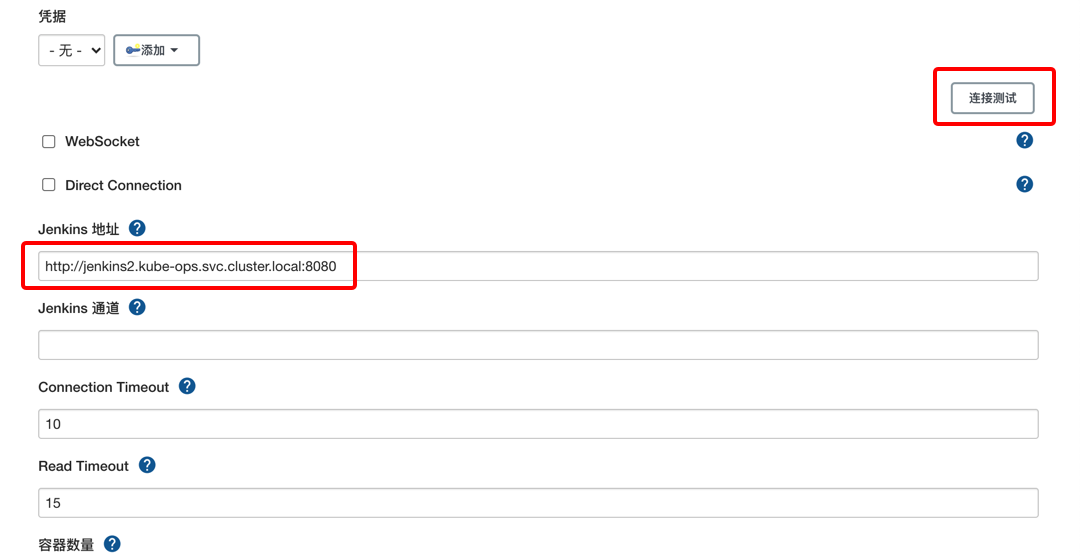 凭据
- 无 -
添加
连接测试
WebSocket
?
Direct Connection
?
Jenkins 地址 ?
http://jenkins2.kube-ops.svc.cluster.local:8080
Jenkins 通道 ?
Connection Timeout ?
10
Read Timeout ?
15
容器数量 ?